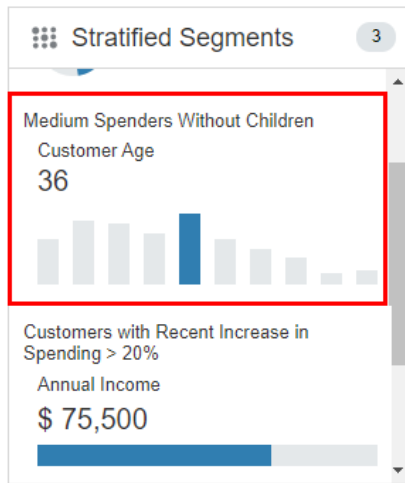 Stratified Segments
3
Medium Spenders Without Children
Customer Age
36
Customers with Recent Increase in
Spending > 20%
Annual Income
$ 75,500